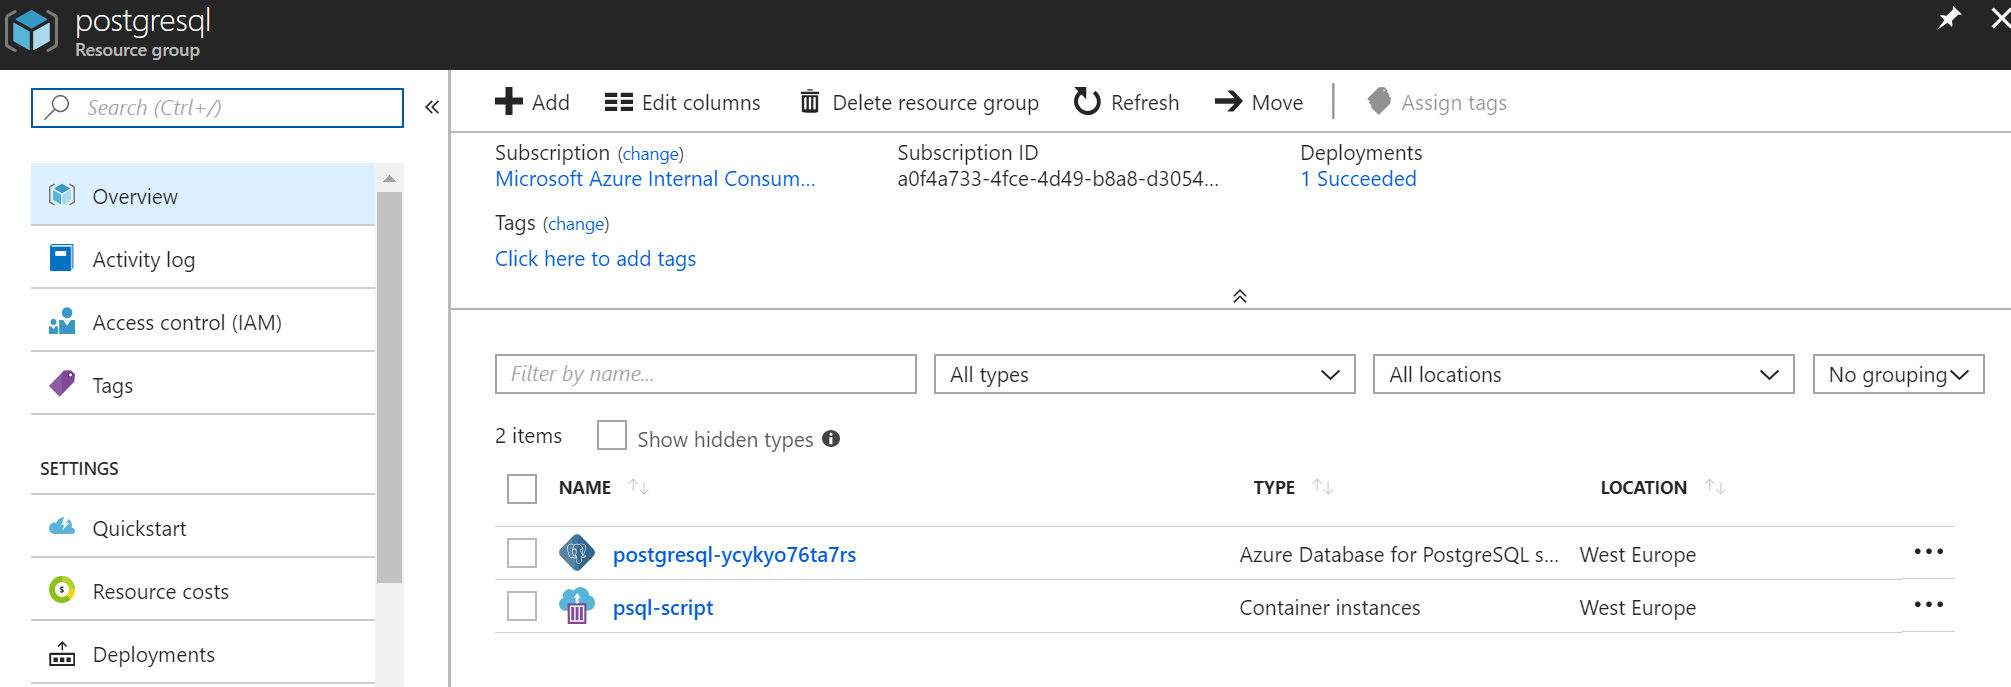 postgresql
Resource group
Search (Ctrl+/)
Overview
Activity log
Access control (IAM)
Tags
SETTINGS
Quickstart
Resource costs
Deployments
Add Edit columns Delete resource group Refresh Move Assign tags
Subscription (change) Subscription ID Deployments
Microsoft Azure Internal Consum... a0f4a733-4fce-4d49-b8a8-d3054... 1 Succeeded
Tags (change)
Click here to add tags
Filter by name... All types All locations No grouping
2 items Show hidden types
NAME TYPE LOCATION
postgresql-ycykyo76ta7rs Azure Database for PostgreSQL s... West Europe
psql-script Container instances West Europe